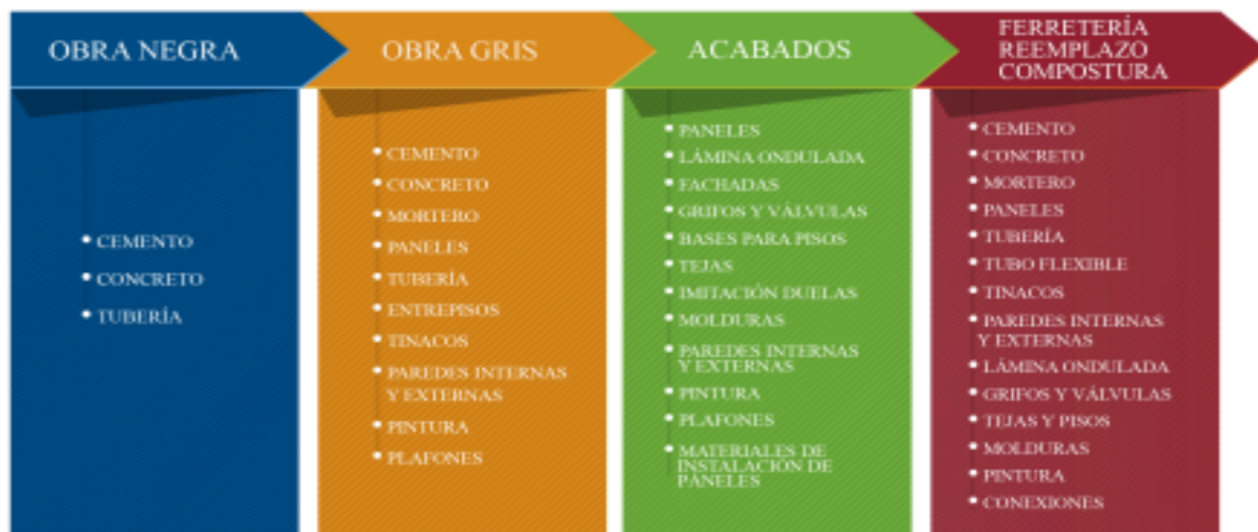 OBRA NEGRA
OBRA GRIS
ACABADOS
FERRETERÍA
REEMPLAZO
COMPOSTURA
• CEMENTO
• CONCRETO
• TUBERÍA
• CEMENTO
• CONCRETO
• MORTERO
• PANELES
• TUBERÍA
• ENTREPISOS
• TINACOS
• PAREDES INTERNAS
Y EXTERNAS
• PINTURA
• PLAFONES
• PANELES
• LÁMINA ONDULADA
• FACHADAS
• GRIFOS Y VÁLVULAS
• BASES PARA PISOS
• TEJAS
• IMITACIÓN DUELAS
• MOLDURAS
• PAREDES INTERNAS
Y EXTERNAS
• PINTURA
• PLAFONES
• MATERIALES DE
INSTALACIÓN DE
PÁNELES
• CEMENTO
• CONCRETO
• MORTERO
• PANELES
• TUBERÍA
• TUBO FLEXIBLE
• TINACOS
• PAREDES INTERNAS
Y EXTERNAS
• LÁMINA ONDULADA
• GRIFOS Y VÁLVULAS
• TEJAS Y PISOS
• MOLDURAS
• PINTURA
• CONEXIONES